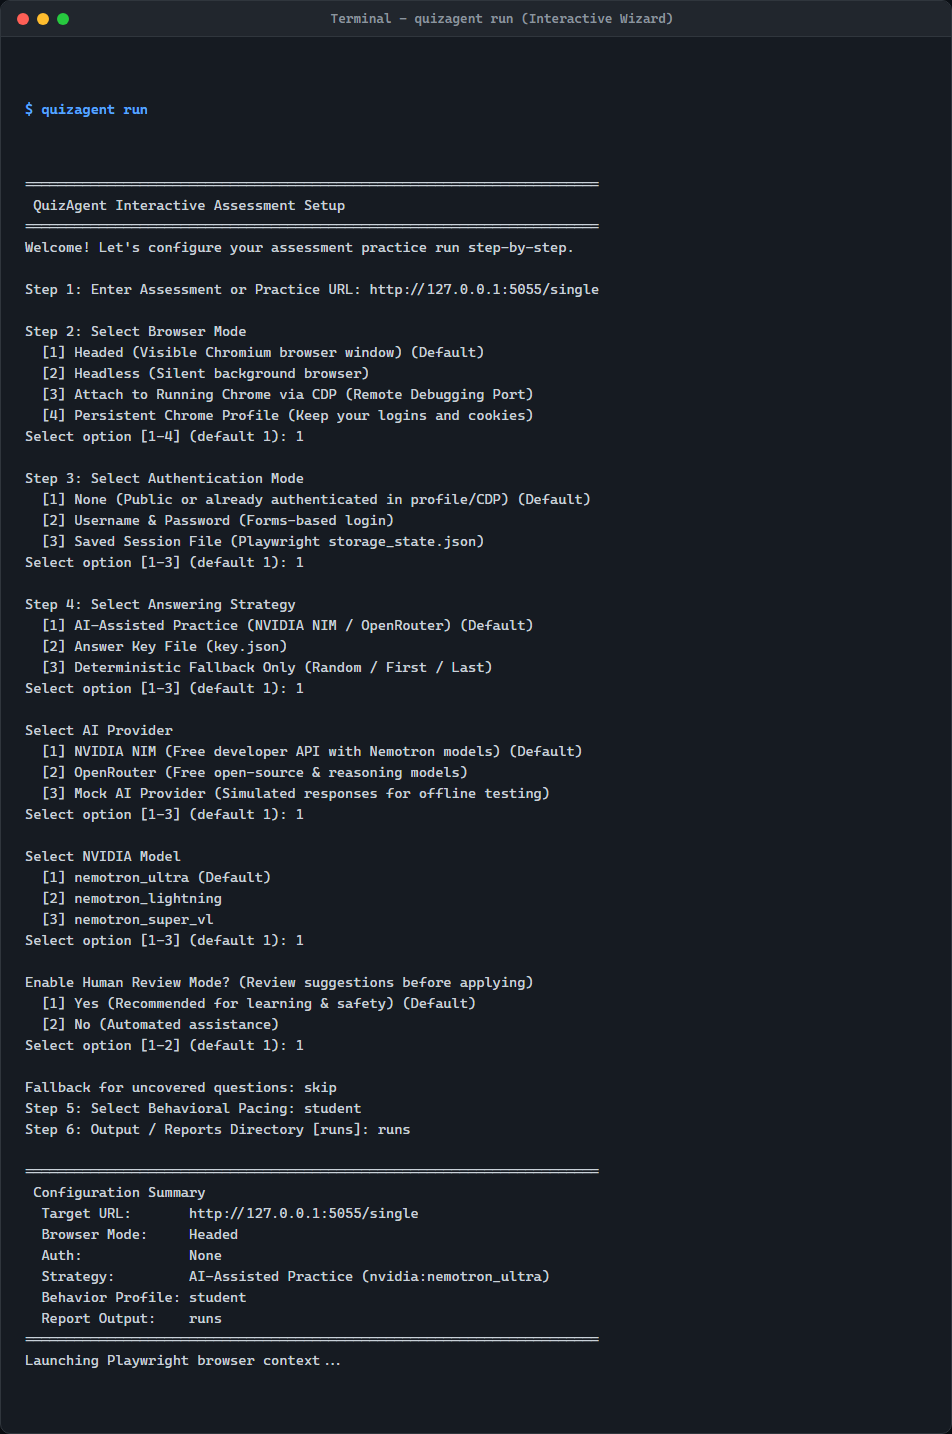 Terminal - quizagent run (Interactive Wizard)
$ quizagent run
QuizAgent Interactive Assessment Setup
Welcome! Let's configure your assessment practice run step-by-step.
Step 1: Enter Assessment or Practice URL: http://127.0.0.1:5055/single
Step 2: Select Browser Mode
[1] Headed (Visible Chromium browser window) (Default)
[2] Headless (Silent background browser)
[3] Attach to Running Chrome via CDP (Remote Debugging Port)
[4] Persistent Chrome Profile (Keep your logins and cookies)
Select option [1-4] (default 1): 1
Step 3: Select Authentication Mode
[1] None (Public or already authenticated in profile/CDP) (Default)
[2] Username & Password (Forms-based login)
[3] Saved Session File (Playwright storage_state.json)
Select option [1-3] (default 1): 1
Step 4: Select Answering Strategy
[1] AI-Assisted Practice (NVIDIA NIM / OpenRouter) (Default)
[2] Answer Key File (key.json)
[3] Deterministic Fallback Only (Random / First / Last)
Select option [1-3] (default 1): 1
Select AI Provider
[1] NVIDIA NIM (Free developer API with Nemotron models) (Default)
[2] OpenRouter (Free open-source & reasoning models)
[3] Mock AI Provider (Simulated responses for offline testing)
Select option [1-3] (default 1): 1
Select NVIDIA Model
[1] nemotron_ultra (Default)
[2] nemotron_lightning
[3] nemotron_super_vl
Select option [1-3] (default 1): 1
Enable Human Review Mode? (Review suggestions before applying)
[1] Yes (Recommended for learning & safety) (Default)
[2] No (Automated assistance)
Select option [1-2] (default 1): 1
Fallback for uncovered questions: skip
Step 5: Select Behavioral Pacing: student
Step 6: Output / Reports Directory [runs]: runs
Configuration Summary
Target URL: http://127.0.0.1:5055/single
Browser Mode: Headed
Auth: None
Strategy: AI-Assisted Practice (nvidia:nemotron_ultra)
Behavior Profile: student
Report Output: runs
Launching Playwright browser context...